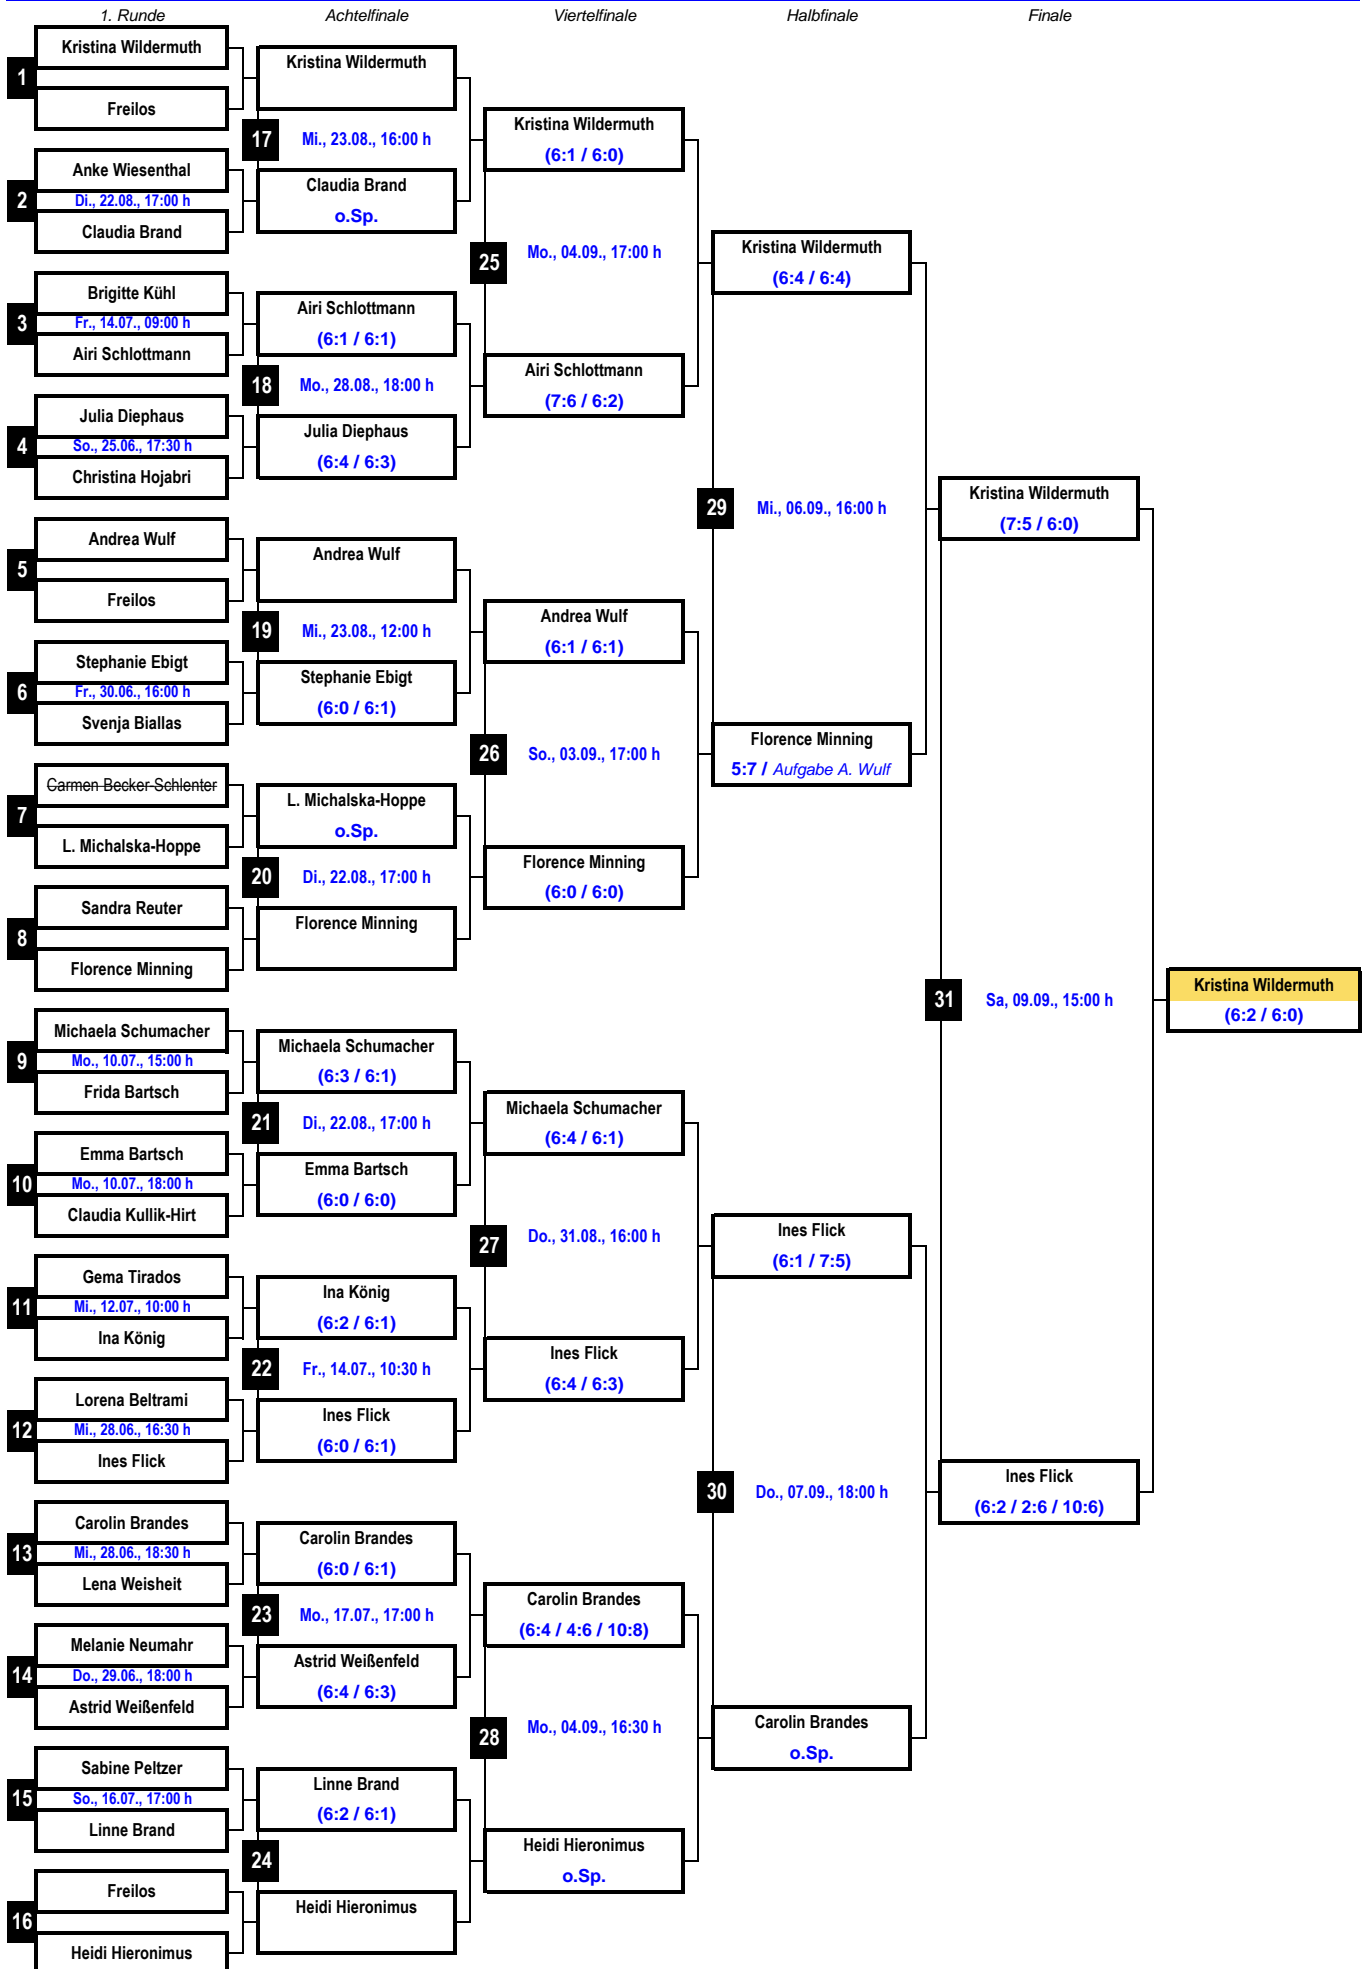 1. Runde
Achtelfinale
Viertelfinale
Halbfinale
Finale
1
Kristina Wildermuth
Freilos
2
Anke Wiesenthal
Di., 22.08., 17:00 h
Claudia Brand
3
Brigitte Kühl
Fr., 14.07., 09:00 h
Airi Schlottmann
4
Julia Diephaus
So., 25.06., 17:30 h
Christina Hojabri
5
Andrea Wulf
Freilos
6
Stephanie Ebigt
Fr., 30.06., 16:00 h
Svenja Biallas
7
Carmen Becker-Schlenter
L. Michalska-Hoppe
8
Sandra Reuter
Florence Minning
9
Michaela Schumacher
Mo., 10.07., 15:00 h
Frida Bartsch
10
Emma Bartsch
Mo., 10.07., 18:00 h
Claudia Kullik-Hirt
11
Gema Tirados
Mi., 12.07., 10:00 h
Ina König
12
Lorena Beltrami
Mi., 28.06., 16:30 h
Ines Flick
13
Carolin Brandes
Mi., 28.06., 18:30 h
Lena Weisheit
14
Melanie Neumahr
Do., 29.06., 18:00 h
Astrid Weißenfeld
15
Sabine Peltzer
So., 16.07., 17:00 h
Linne Brand
16
Freilos
Heidi Hieronimus
Kristina Wildermuth
17
Mi., 23.08., 16:00 h
Claudia Brand
o.Sp.
Airi Schlottmann
(6:1 / 6:1)
18
Mo., 28.08., 18:00 h
Julia Diephaus
(6:4 / 6:3)
Andrea Wulf
19
Mi., 23.08., 12:00 h
Stephanie Ebigt
(6:0 / 6:1)
L. Michalska-Hoppe
o.Sp.
20
Di., 22.08., 17:00 h
Florence Minning
Michaela Schumacher
(6:3 / 6:1)
21
Di., 22.08., 17:00 h
Emma Bartsch
(6:0 / 6:0)
Ina König
(6:2 / 6:1)
22
Fr., 14.07., 10:30 h
Ines Flick
(6:0 / 6:1)
Carolin Brandes
(6:0 / 6:1)
23
Mo., 17.07., 17:00 h
Astrid Weißenfeld
(6:4 / 6:3)
Linne Brand
(6:2 / 6:1)
24
Heidi Hieronimus
Kristina Wildermuth
(6:1 / 6:0)
25
Mo., 04.09., 17:00 h
Airi Schlottmann
(7:6 / 6:2)
Andrea Wulf
(6:1 / 6:1)
26
So., 03.09., 17:00 h
Florence Minning
(6:0 / 6:0)
Michaela Schumacher
(6:4 / 6:1)
27
Do., 31.08., 16:00 h
Ines Flick
(6:4 / 6:3)
Carolin Brandes
(6:4 / 4:6 / 10:8)
28
Mo., 04.09., 16:30 h
Heidi Hieronimus
o.Sp.
Kristina Wildermuth
(6:4 / 6:4)
29
Mi., 06.09., 16:00 h
Florence Minning
5:7 / Aufgabe A. Wulf
Ines Flick
(6:1 / 7:5)
30
Do., 07.09., 18:00 h
Carolin Brandes
o.Sp.
Kristina Wildermuth
(7:5 / 6:0)
31
Sa, 09.09., 15:00 h
Ines Flick
(6:2 / 2:6 / 10:6)
Kristina Wildermuth
(6:2 / 6:0)